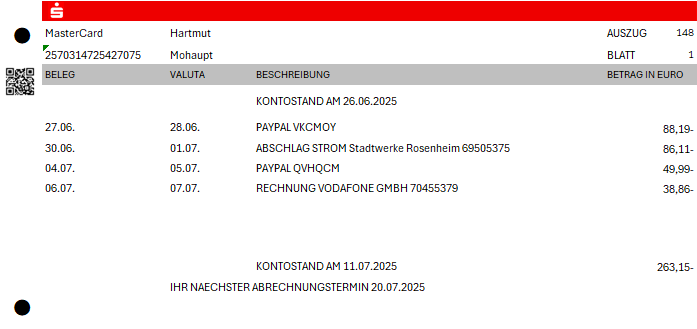 MasterCard Hartmut AUSZUG 148
2570314725427075 Mohaupt BLATT 1
BELEG VALUTA BESCHREIBUNG BETRAG IN EURO
KONTOSTAND AM 26.06.2025
27.06. 28.06. PAYPAL VKCMOY 88,19-
30.06. 01.07. ABSCHLAG STROM Stadtwerke Rosenheim 69505375 86,11-
04.07. 05.07. PAYPAL QVHQCM 49,99-
06.07. 07.07. RECHNUNG VODAFONE GMBH 70455379 38,86-
KONTOSTAND AM 11.07.2025 263,15-
IHR NAECHSTER ABRECHNUNGSTERMIN 20.07.2025